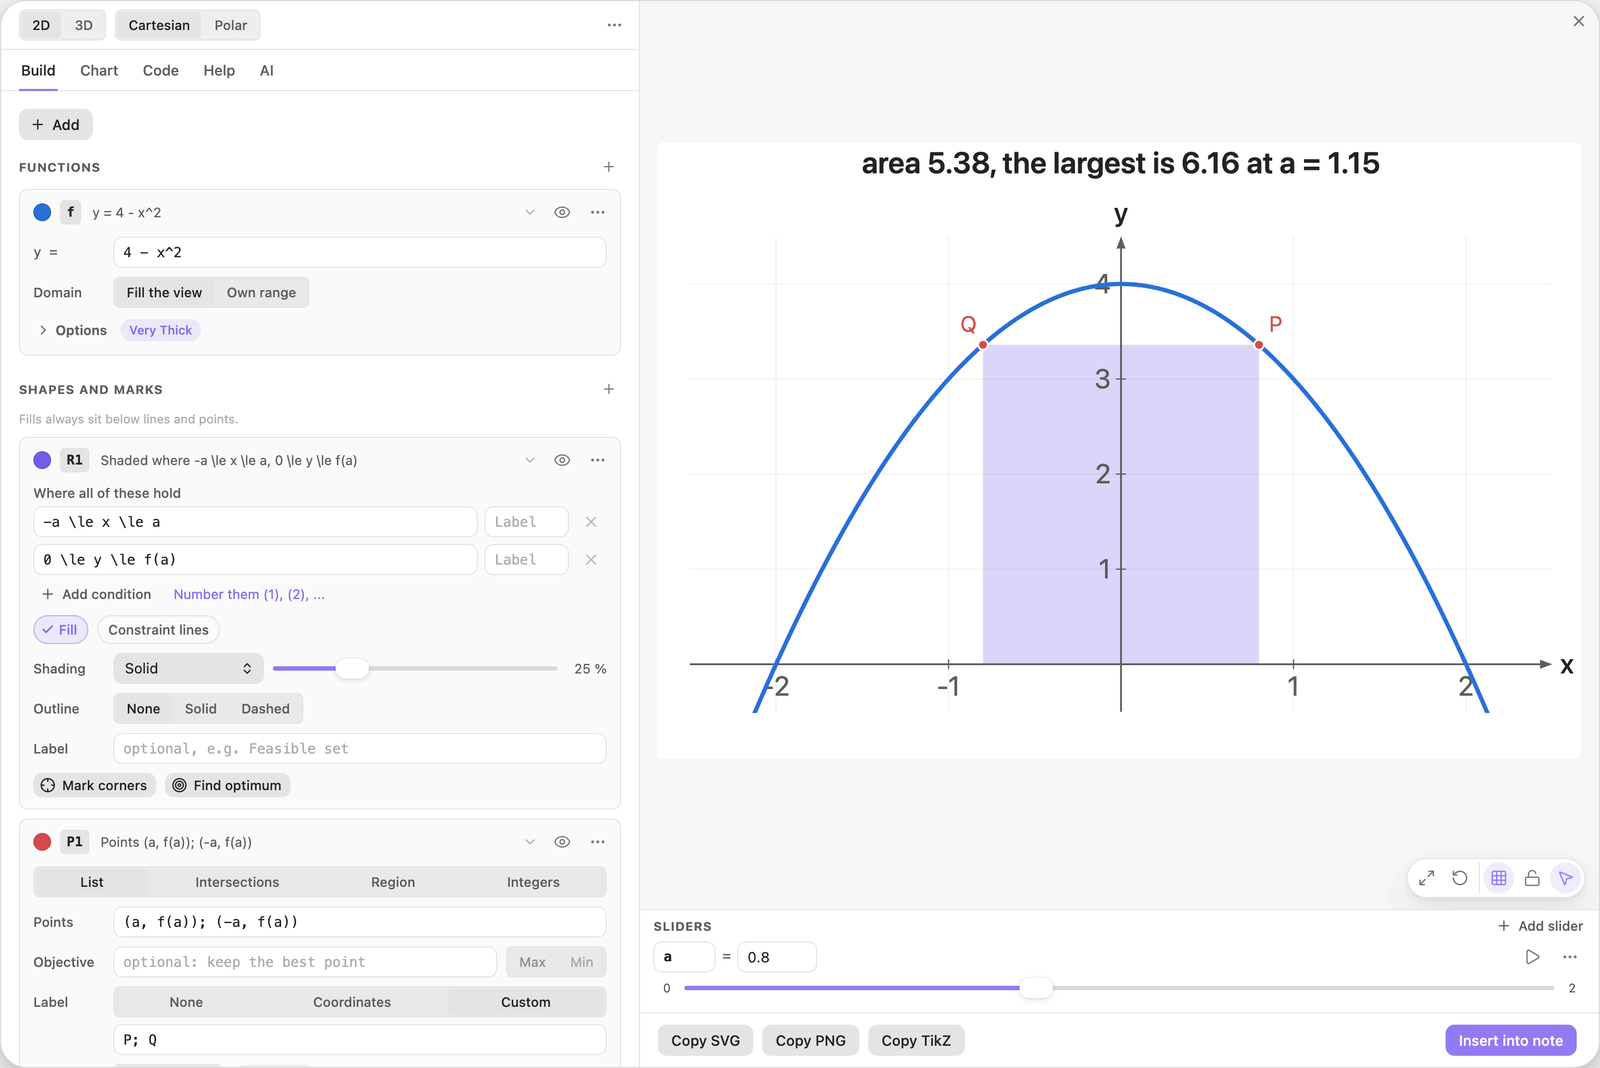 2D 3D Cartesian Polar
Build Chart Code Help AI
+ Add
FUNCTIONS
f y = 4 - x^2
y = 4 - x^2
Domain Fill the view Own range
Options Very Thick
SHAPES AND MARKS
Fills always sit below lines and points.
R1 Shaded where -a \le x \le a, 0 \le y \le f(a)
Where all of these hold
-a \le x \le a Label
0 \le y \le f(a) Label
+ Add condition Number them (1), (2), ...
Fill Constraint lines
Shading Solid 25 %
Outline None Solid Dashed
Label optional, e.g. Feasible set
Mark corners Find optimum
P1 Points (a, f(a)); (-a, f(a))
List Intersections Region Integers
Points (a, f(a)); (-a, f(a))
Objective optional: keep the best point Max Min
Label None Coordinates Custom
P; Q
area 5.38, the largest is 6.16 at a = 1.15
y
4
Q P
3
2
1
x
-2 -1 1 2
SLIDERS + Add slider
a = 0.8
0 2
Copy SVG Copy PNG Copy TikZ Insert into note